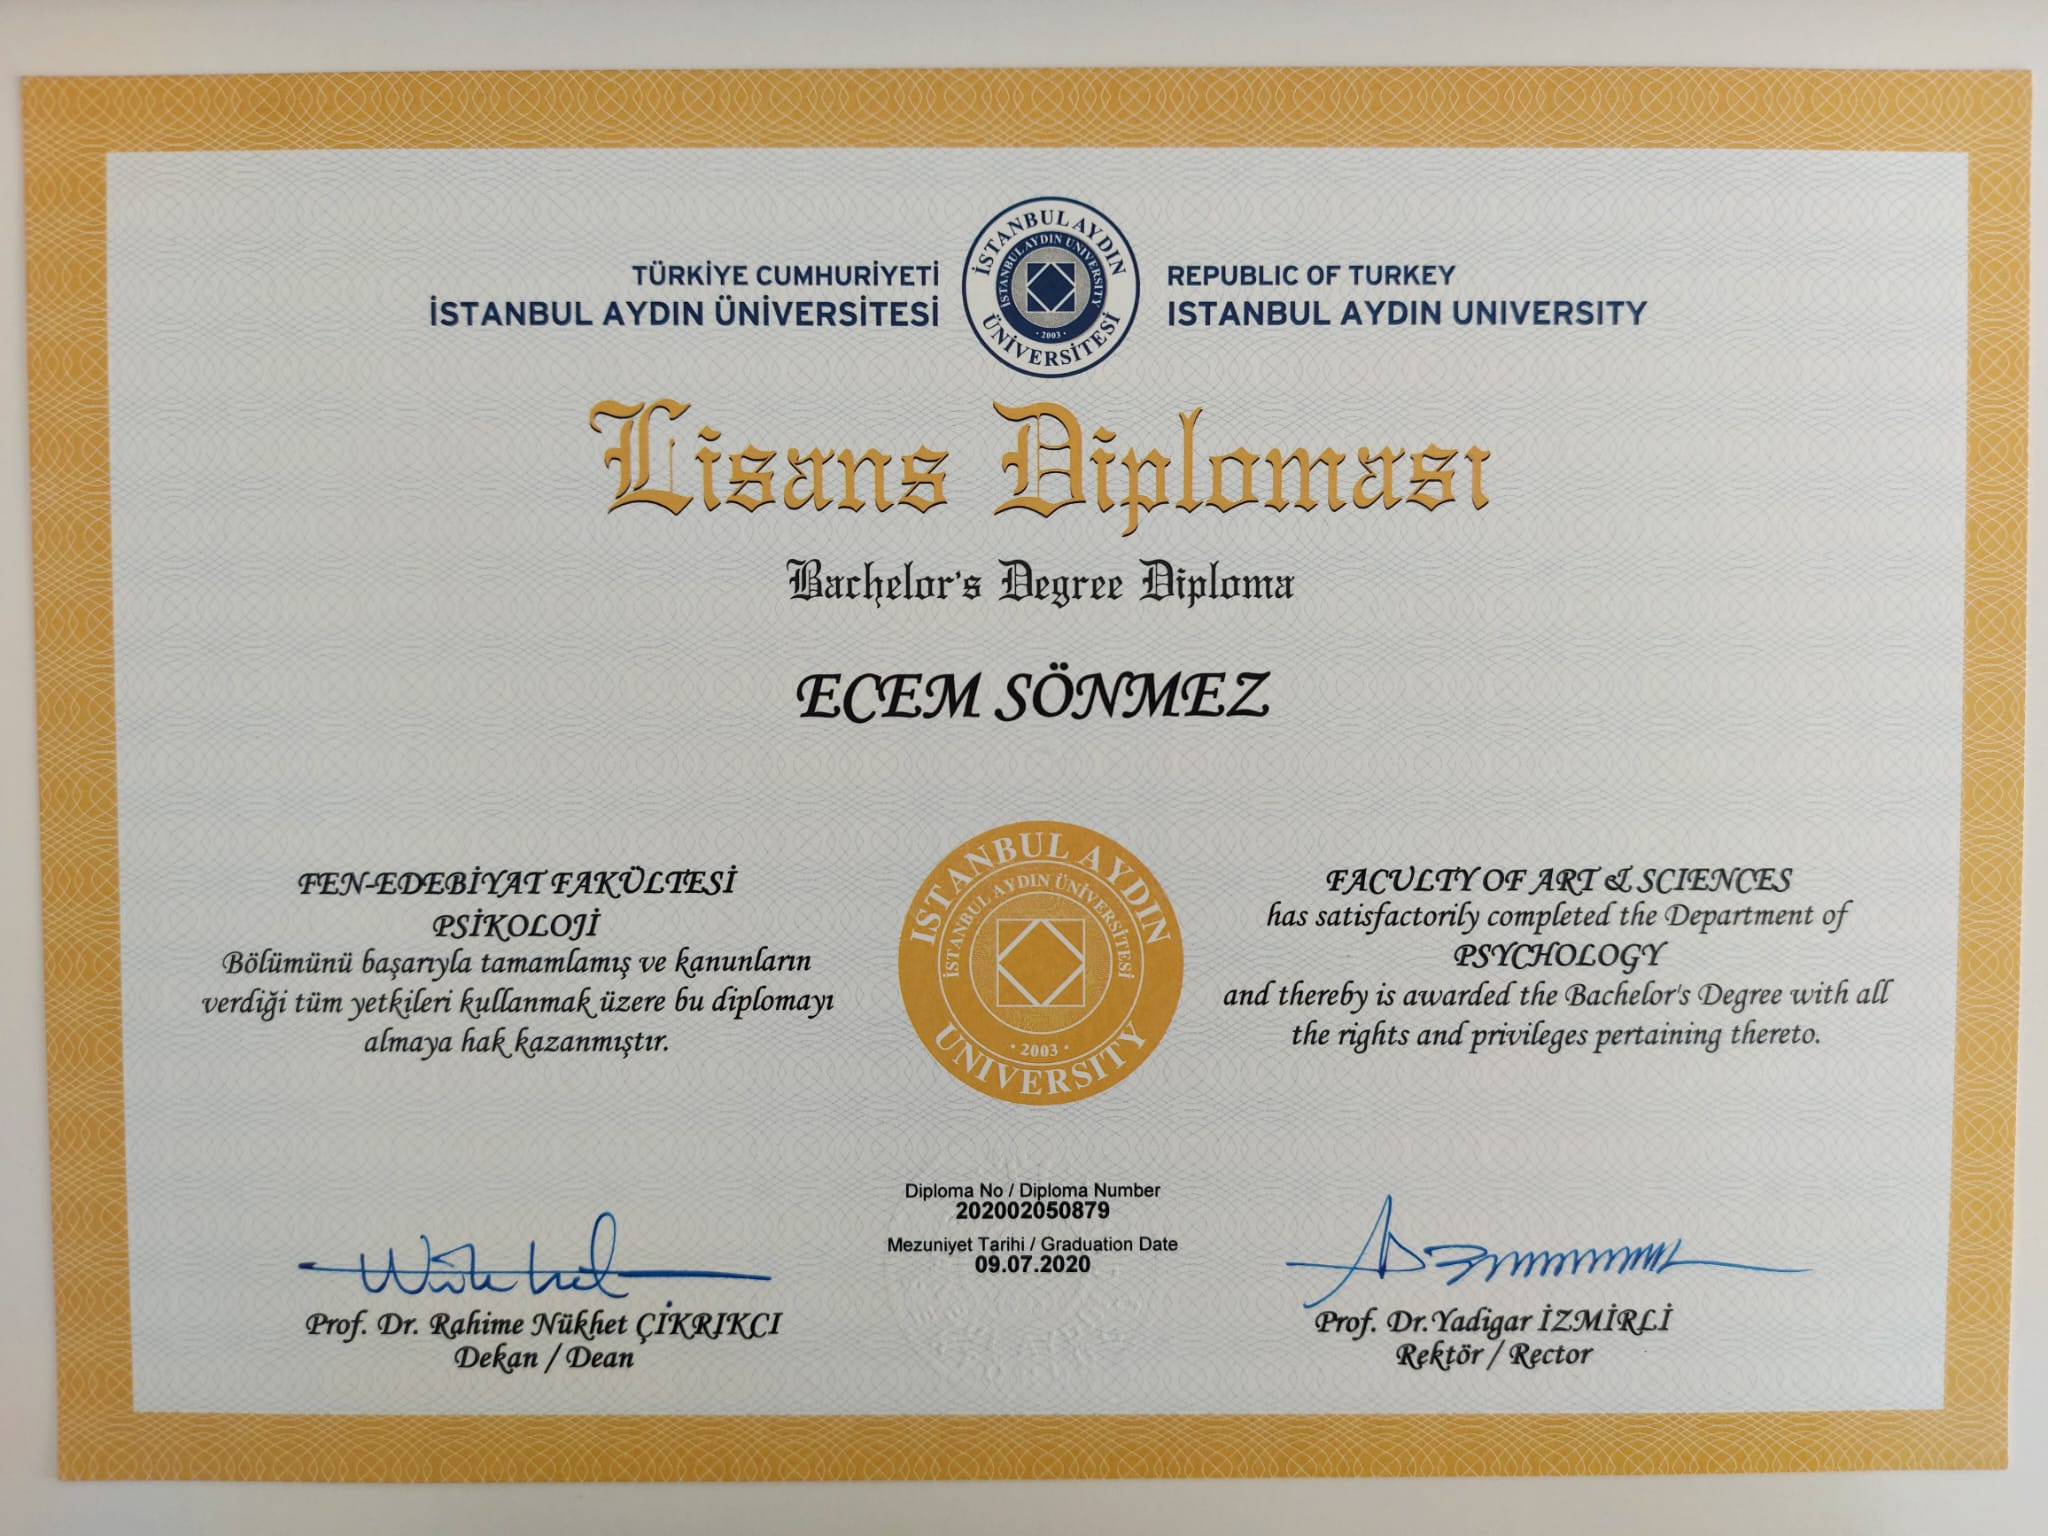 TÜRKİYE CUMHURİYETİ
İSTANBUL AYDIN ÜNİVERSİTESİ
İSTANBUL AYDIN ÜNİVERSİTESİ
İSTANBUL AYDIN UNIVERSITY
· 2003 ·
REPUBLIC OF TURKEY
ISTANBUL AYDIN UNIVERSITY
Lisans Diploması
Bachelor's Degree Diploma
ECEM SÖNMEZ
FEN-EDEBİYAT FAKÜLTESİ
PSİKOLOJİ
Bölümünü başarıyla tamamlamış ve kanunların
verdiği tüm yetkileri kullanmak üzere bu diplomayı
almaya hak kazanmıştır.
ISTANBUL AYDIN UNIVERSITY
İSTANBUL AYDIN ÜNİVERSİTESİ
· 2003 ·
FACULTY OF ART & SCIENCES
has satisfactorily completed the Department of
PSYCHOLOGY
and thereby is awarded the Bachelor's Degree with all
the rights and privileges pertaining thereto.
Diploma No / Diploma Number
202002050879
Mezuniyet Tarihi / Graduation Date
09.07.2020
Prof. Dr. Rahime Nükhet ÇİKRIKCI
Dekan / Dean
Prof. Dr. Yadigar İZMİRLİ
Rektör / Rector